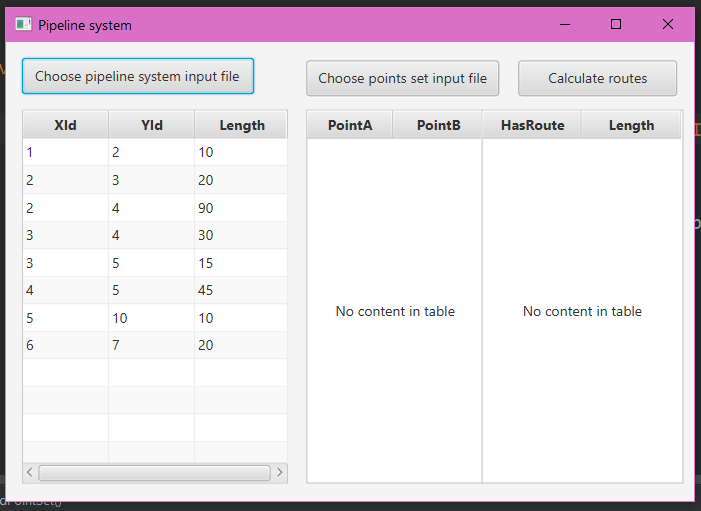 Pipeline system
Choose pipeline system input file
Choose points set input file
Calculate routes
XId YId Length
1 2 10
2 3 20
2 4 90
3 4 30
3 5 15
4 5 45
5 10 10
6 7 20
PointA PointB
No content in table
HasRoute Length
No content in table